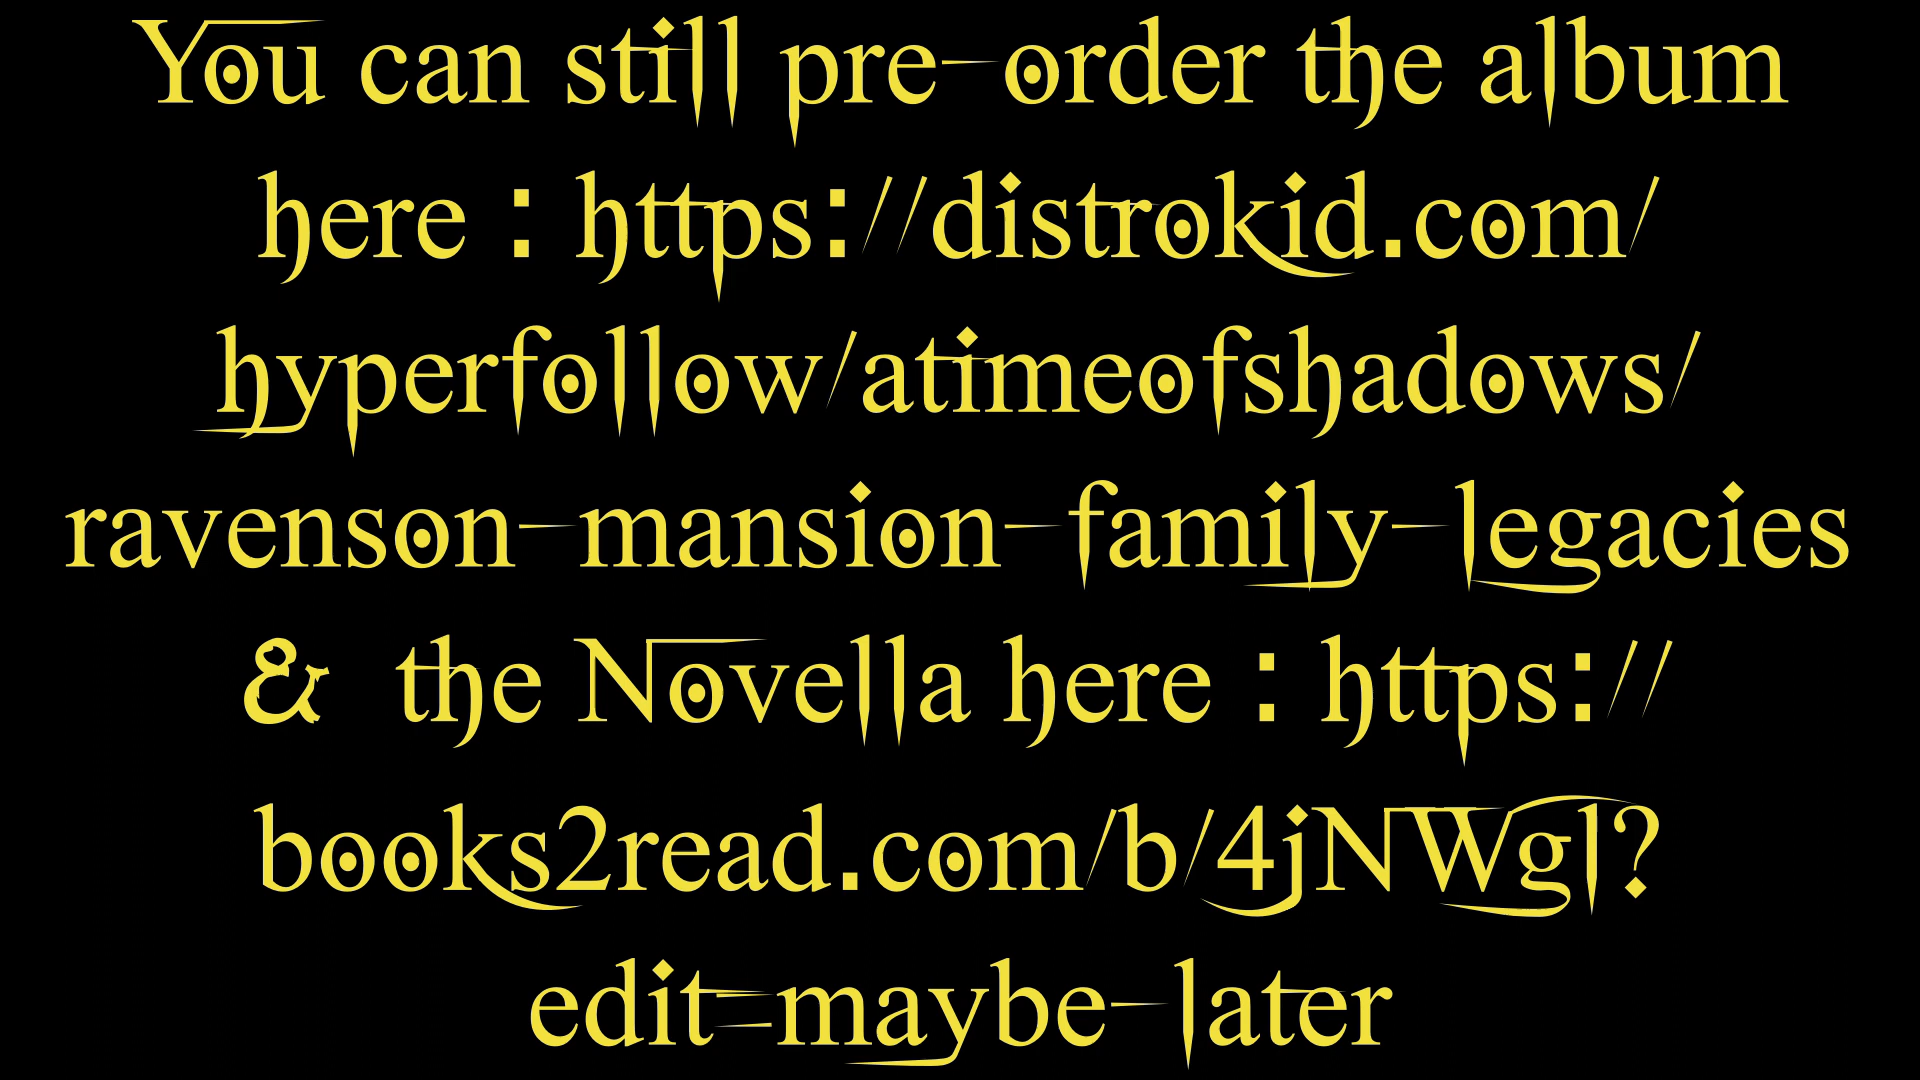 You can still pre-order the album
here : https://distrokid.com/
hyperfollow/atimeofshadows/
ravenson-mansion-family-legacies
& the Novella here : https://
books2read.com/b/4jNWgl?
edit=maybe-later